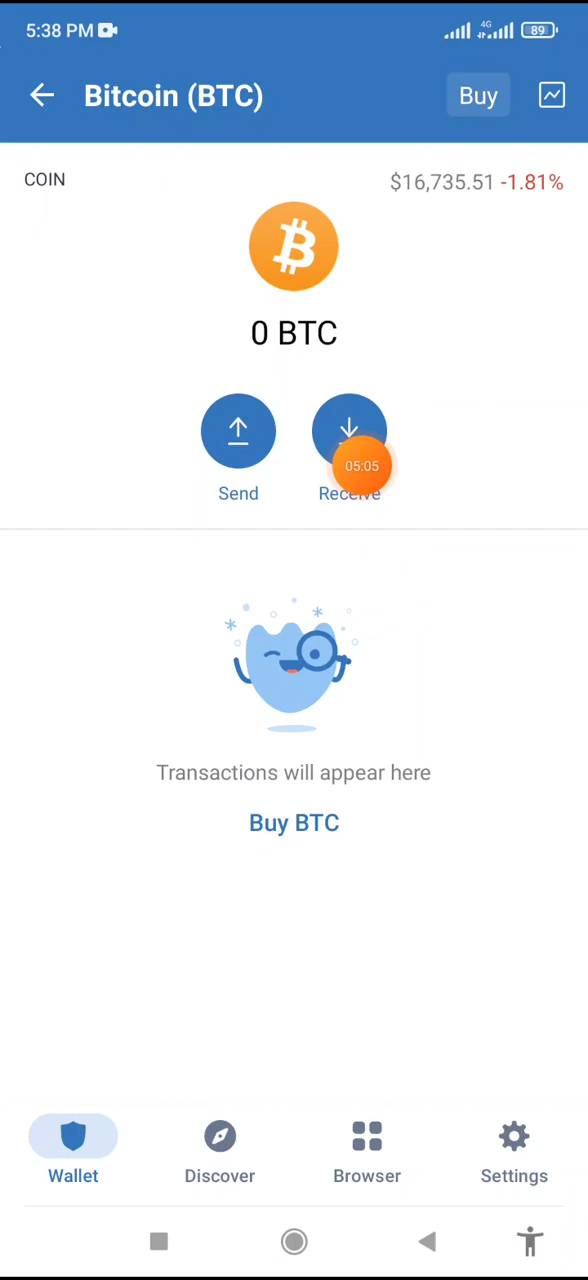 5:38 PM
4G
89
Bitcoin (BTC)
Buy
COIN
$16,735.51 -1.81%
0 BTC
05:05
Send
Receive
Transactions will appear here
Buy BTC
Wallet
Discover
Browser
Settings